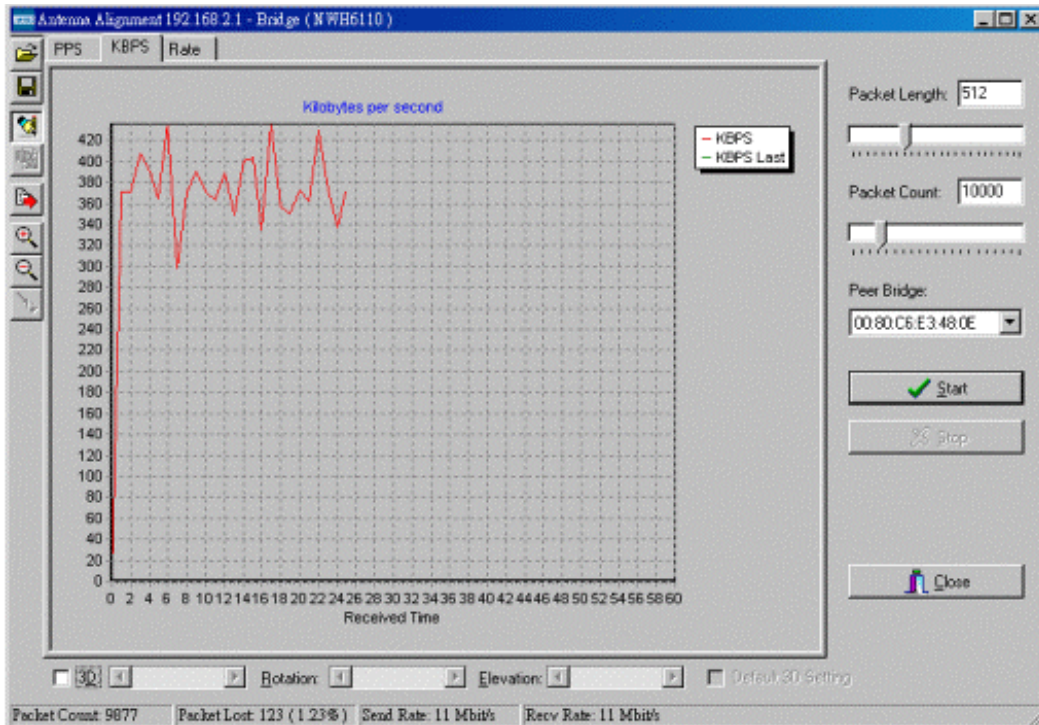 Antenna Alignment 192.168.2.1 - Bridge ( NWH6110 )
PPS KBPS Rate
Kilobytes per second
KBPS
KBPS Last
420
400
380
360
340
320
300
280
260
240
220
200
180
160
140
120
100
80
60
40
20
0
0 2 4 6 8 10 12 14 16 18 20 22 24 26 28 30 32 34 36 38 40 42 44 46 48 50 52 54 56 58 60
Received Time
Packet Length: 512
Packet Count: 10000
Peer Bridge:
00:80:C6:E3:48:0E
Start
Stop
Close
3D Rotation: Elevation: Default 3D Setting
Packet Count: 9877 Packet Lost: 123 ( 1.23% ) Send Rate: 11 Mbit/s Recv Rate: 11 Mbit/s